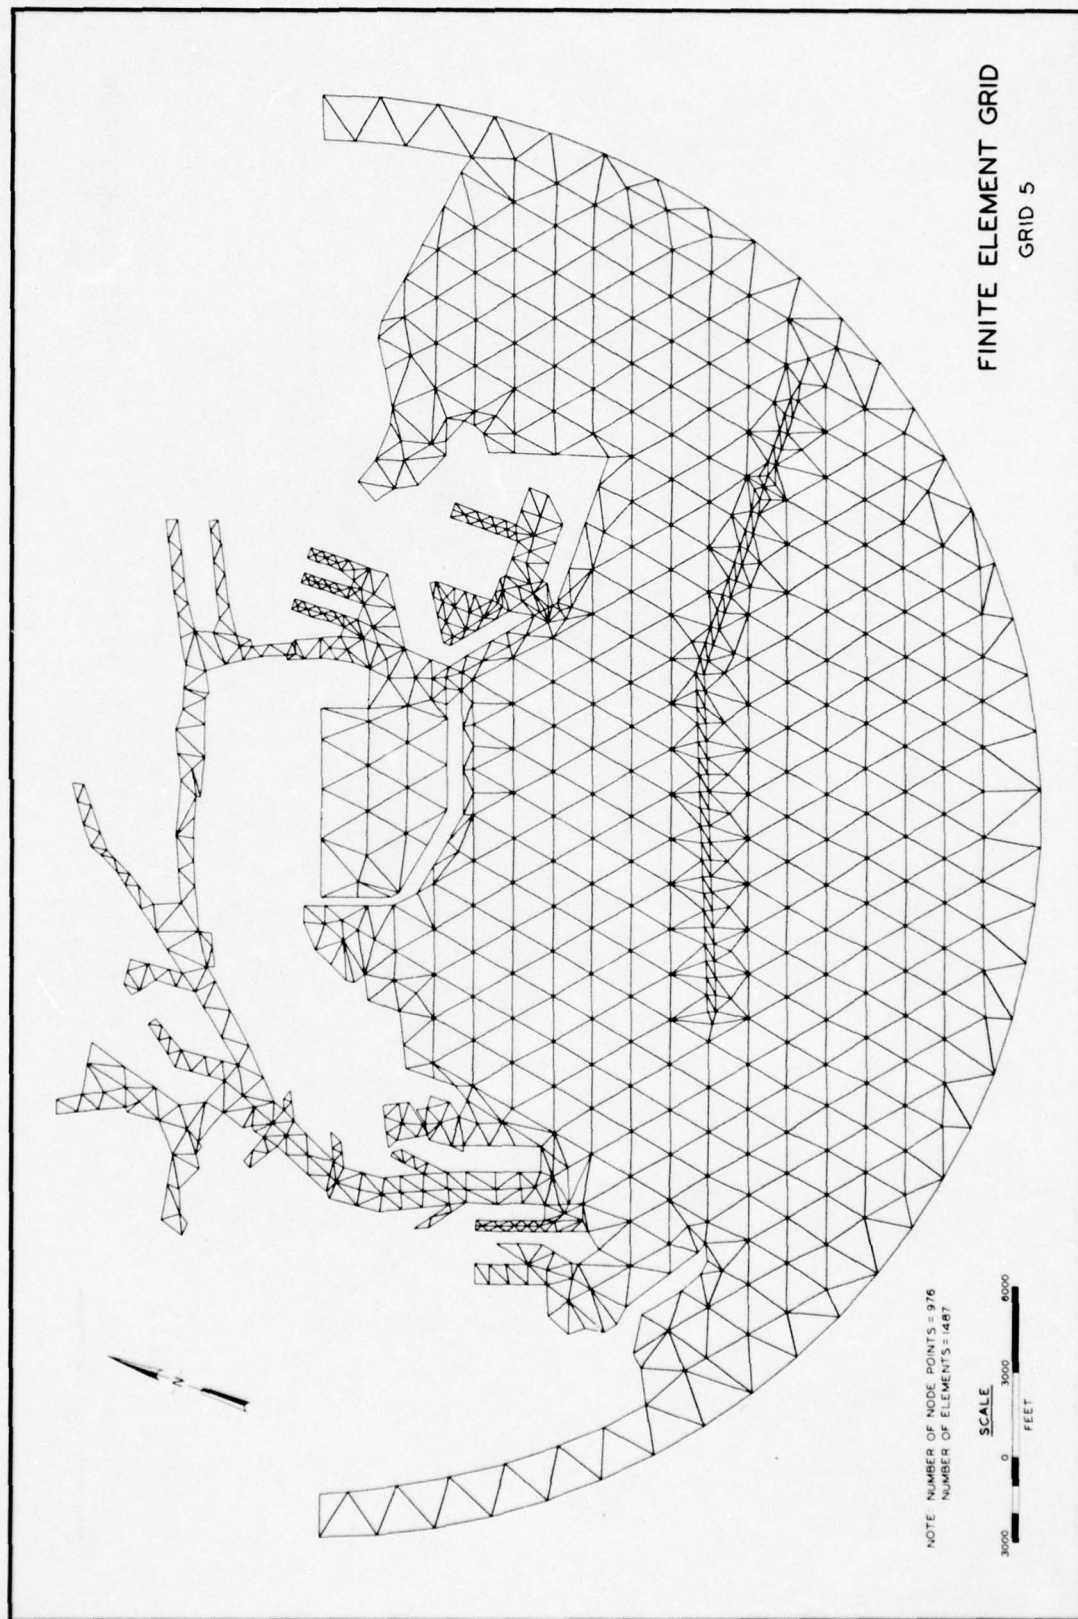 FINITE ELEMENT GRID
GRID 5
NOTE: NUMBER OF NODE POINTS = 976
NUMBER OF ELEMENTS = 1487
SCALE
3000 0 3000 6000
FEET
N